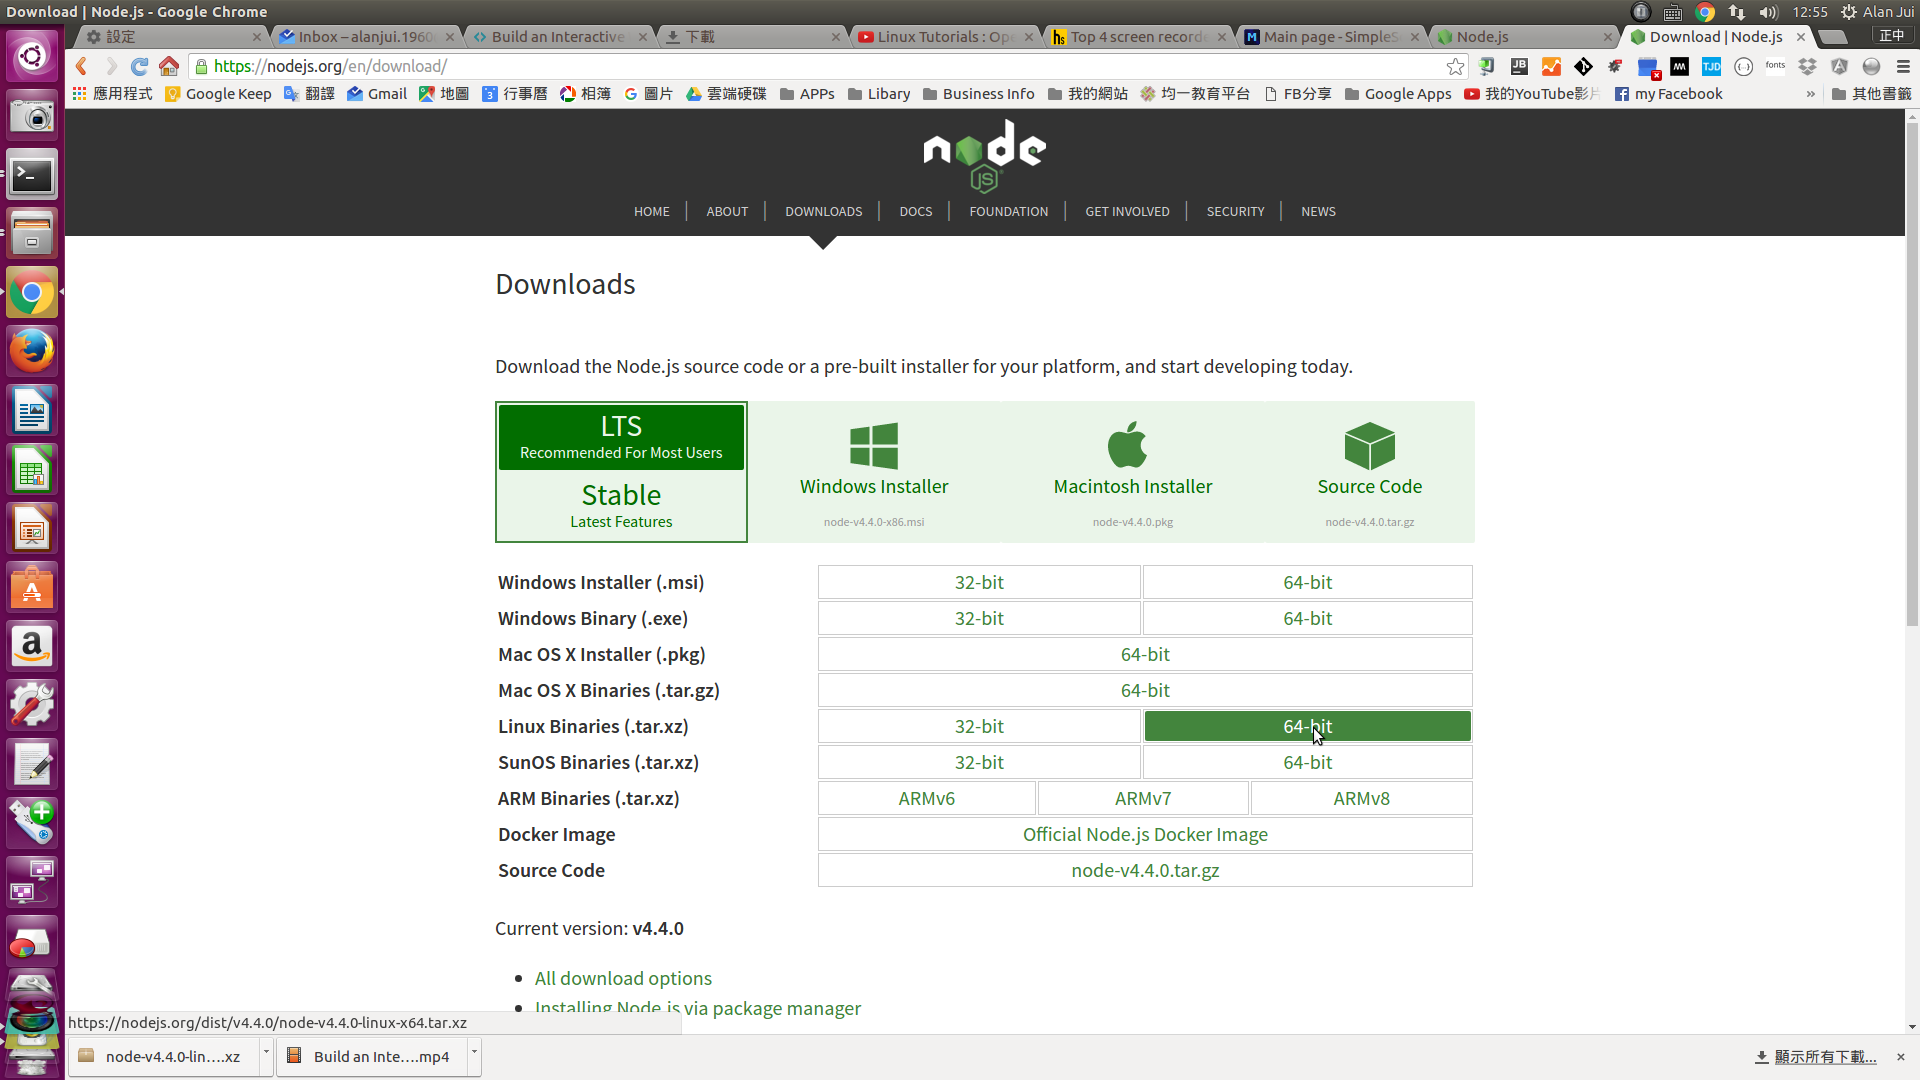 Download | Node.js - Google Chrome
12:55 Alan Jui
設定
Inbox – alanjui.1960
Build an Interactive
下載
Linux Tutorials : Op
Top 4 screen recorde
Main page - SimpleS
Node.js
Download | Node.js
正中
https://nodejs.org/en/download/
應用程式
Google Keep
翻譯
Gmail
地圖
行事曆
相簿
圖片
雲端硬碟
APPs
Libary
Business Info
我的網站
均一教育平台
FB分享
Google Apps
我的YouTube影片
my Facebook
»
其他書籤
node
JS
HOME
ABOUT
DOWNLOADS
DOCS
FOUNDATION
GET INVOLVED
SECURITY
NEWS
Downloads
Download the Node.js source code or a pre-built installer for your platform, and start developing today.
LTS
Recommended For Most Users
Stable
Latest Features
Windows Installer
node-v4.4.0-x86.msi
Macintosh Installer
node-v4.4.0.pkg
Source Code
node-v4.4.0.tar.gz
Windows Installer (.msi) 32-bit 64-bit
Windows Binary (.exe) 32-bit 64-bit
Mac OS X Installer (.pkg) 64-bit
Mac OS X Binaries (.tar.gz) 64-bit
Linux Binaries (.tar.xz) 32-bit 64-bit
SunOS Binaries (.tar.xz) 32-bit 64-bit
ARM Binaries (.tar.xz) ARMv6 ARMv7 ARMv8
Docker Image Official Node.js Docker Image
Source Code node-v4.4.0.tar.gz
Current version: v4.4.0
All download options
Installing Node.js via package manager
https://nodejs.org/dist/v4.4.0/node-v4.4.0-linux-x64.tar.xz
node-v4.4.0-lin....xz
Build an Inte....mp4
顯示所有下載...